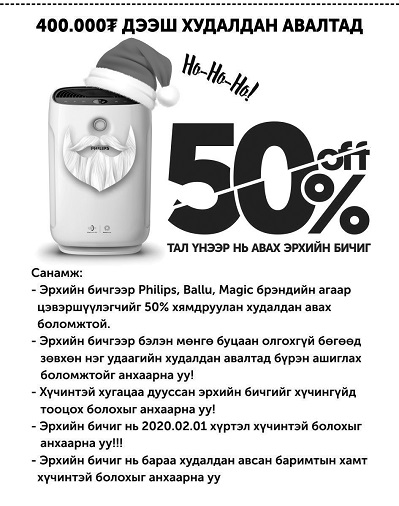 400.000₮ ДЭЭШ ХУДАЛДАН АВАЛТАД
Ho-Ho-Ho!
PHILIPS
50% off
ТАЛ ҮНЭЭР НЬ АВАХ ЭРХИЙН БИЧИГ
Санамж:
- Эрхийн бичгээр Philips, Ballu, Magic брэндийн агаар
цэвэршүүлэгчийг 50% хямдруулан худалдан авах
боломжтой.
- Эрхийн бичгээр бэлэн мөнгө буцаан олгохгүй бөгөөд
зөвхөн нэг удаагийн худалдан авалтад бүрэн ашиглах
боломжтойг анхаарна уу!
- Хүчинтэй хугацаа дууссан эрхийн бичгийг хүчингүйд
тооцох болохыг анхаарна уу!
- Эрхийн бичиг нь 2020.02.01 хүртэл хүчинтэй болохыг
анхаарна уу!!!
- Эрхийн бичиг нь бараа худалдан авсан баримтын хамт
хүчинтэй болохыг анхаарна уу